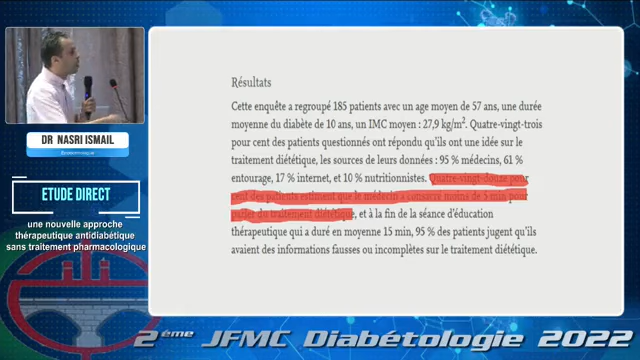 DR NASRI ISMAIL
ETUDE DIRECT
une nouvelle approche
thérapeutique antidiabétique
sans traitement pharmacologique
Résultats
Cette enquête a regroupé 185 patients avec un age moyen de 57 ans, une durée
moyenne du diabète de 10 ans, un IMC moyen : 27,9 kg/m². Quatre-vingt-trois
pour cent des patients questionnés ont répondu qu'ils ont une idée sur le
traitement diététique, les sources de leurs données : 95 % médecins, 61 %
entourage, 17 % internet, et 10 % nutritionnistes. Quatre-vingt-douze pour
cent des patients estiment que le médecin a consacré moins de 5 min pour
parler du traitement diététique, et à la fin de la séance d'éducation
thérapeutique qui a duré en moyenne 15 min, 95 % des patients jugent qu'ils
avaient des informations fausses ou incomplètes sur le traitement diététique.
2ème JFMC Diabétologie 2022